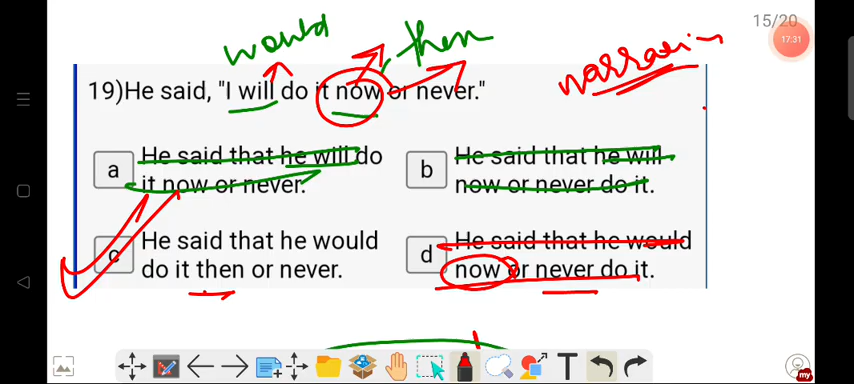 15/20
17:31
would
then
narration
19)He said, "I will do it now or never."
a
He said that he will do
it now or never.
b
He said that he will
now or never do it.
c
He said that he would
do it then or never.
d
He said that he would
now or never do it.
T
my